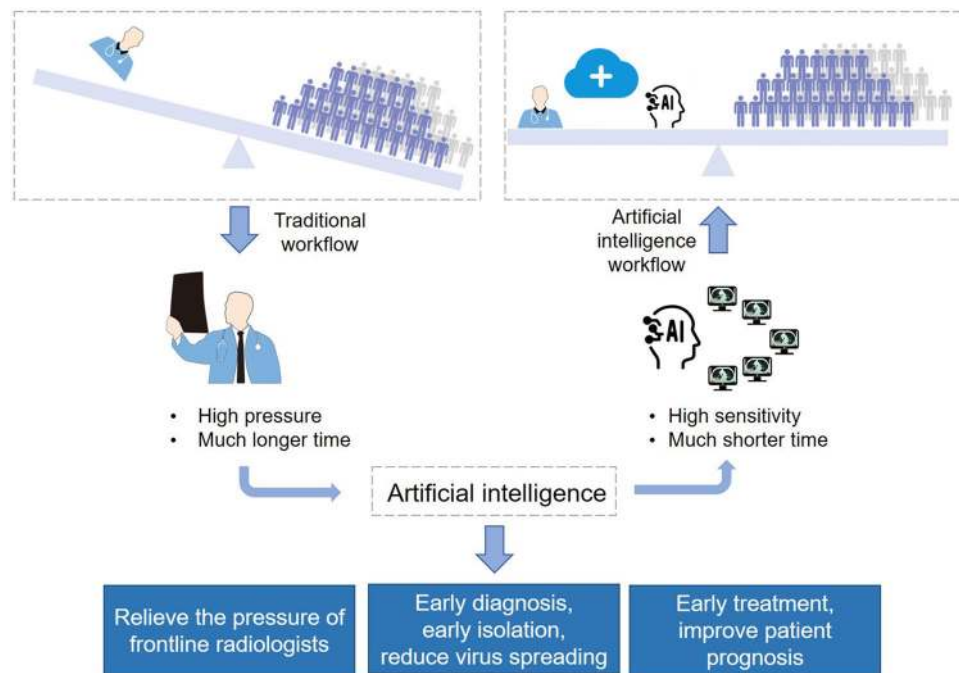 AI
Traditional
workflow
Artificial
intelligence
workflow
AI
• High pressure
• Much longer time
• High sensitivity
• Much shorter time
Artificial intelligence
Relieve the pressure of
frontline radiologists
Early diagnosis,
early isolation,
reduce virus spreading
Early treatment,
improve patient
prognosis